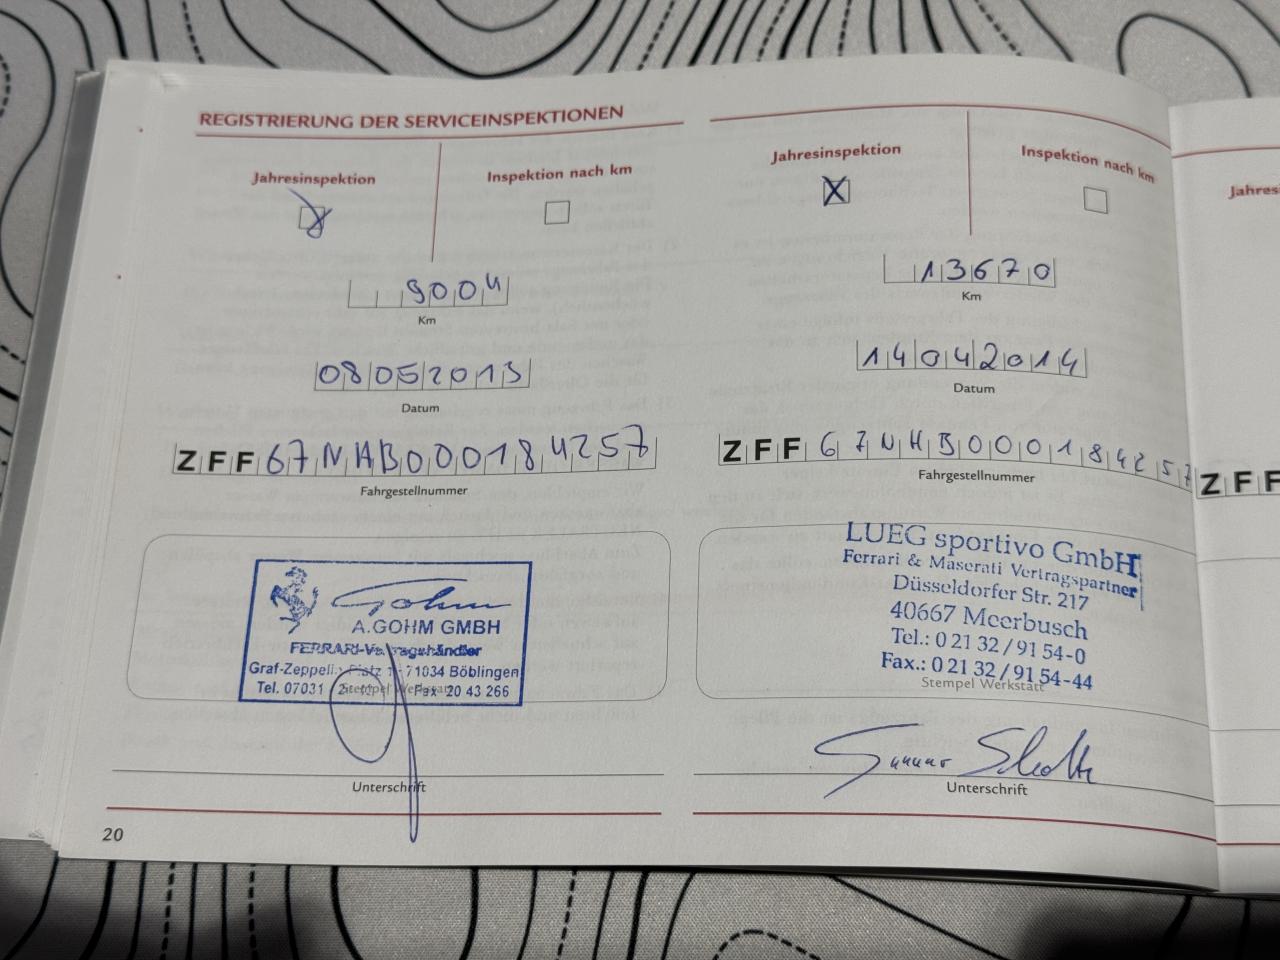 REGISTRIERUNG DER SERVICEINSPEKTIONEN
Jahresinspektion
Inspektion nach km
9004
Km
08052013
Datum
ZFF67NHB000184257
Fahrgestellnummer
Gohm
A.GOHM GMBH
FERRARI-Vertragshändler
Graf-Zeppelin-Platz 1 - 71034 Böblingen
Tel. 07031 / Fax 20 43 266
Stempel Werkstatt
Unterschrift
20
Jahresinspektion
Inspektion nach km
13670
Km
14042014
Datum
ZFF67NHB000184257
Fahrgestellnummer
LUEG sportivo GmbH
Ferrari & Maserati Vertragspartner
Düsseldorfer Str. 217
40667 Meerbusch
Tel.: 0 21 32 / 91 54-0
Fax.: 0 21 32 / 91 54-44
Stempel Werkstatt
Unterschrift
Jahres
ZFF